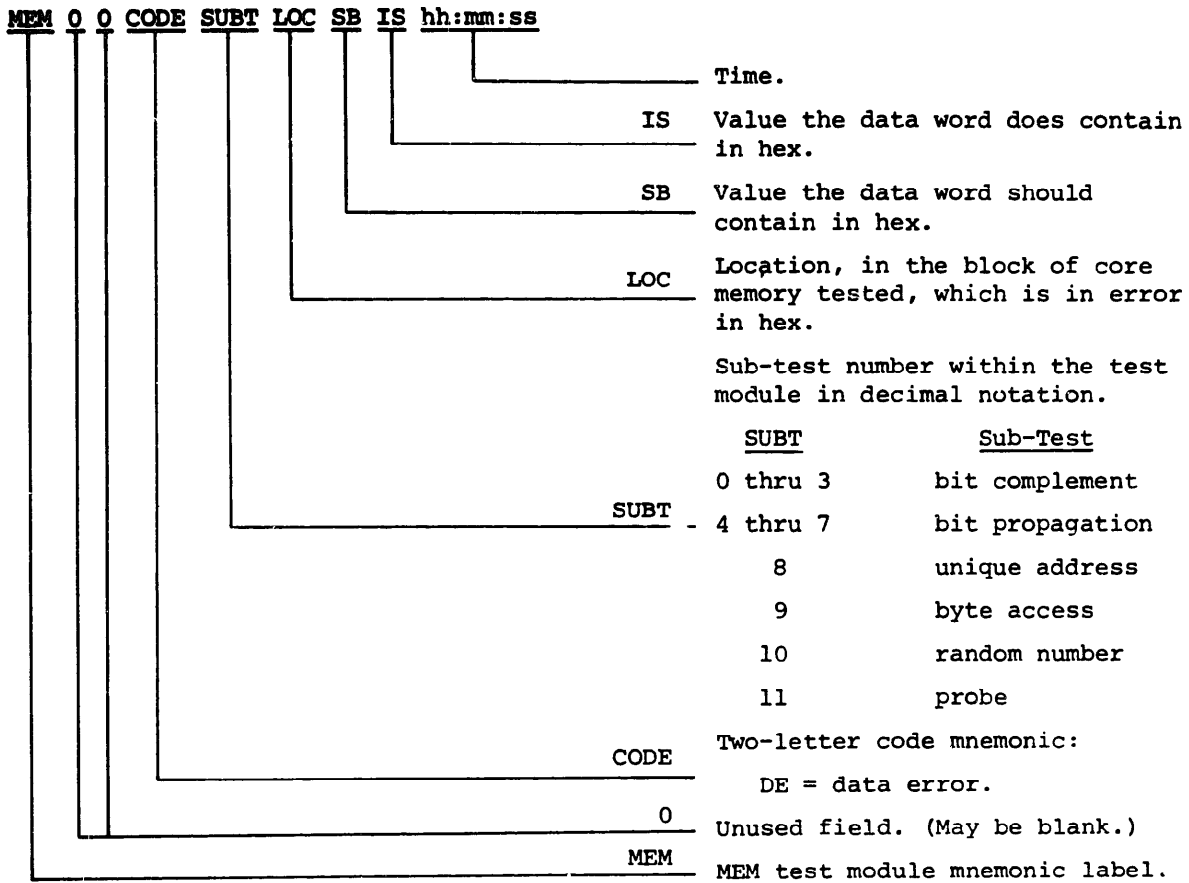 MEM 0 0 CODE SUBT LOC SB IS hh:mm:ss
Time.
IS Value the data word does contain
in hex.
SB Value the data word should
contain in hex.
LOC Location, in the block of core
memory tested, which is in error
in hex.
Sub-test number within the test
module in decimal notation.
SUBT Sub-Test
0 thru 3 bit complement
SUBT - 4 thru 7 bit propagation
8 unique address
9 byte access
10 random number
11 probe
CODE Two-letter code mnemonic:
DE = data error.
0 Unused field. (May be blank.)
MEM MEM test module mnemonic label.